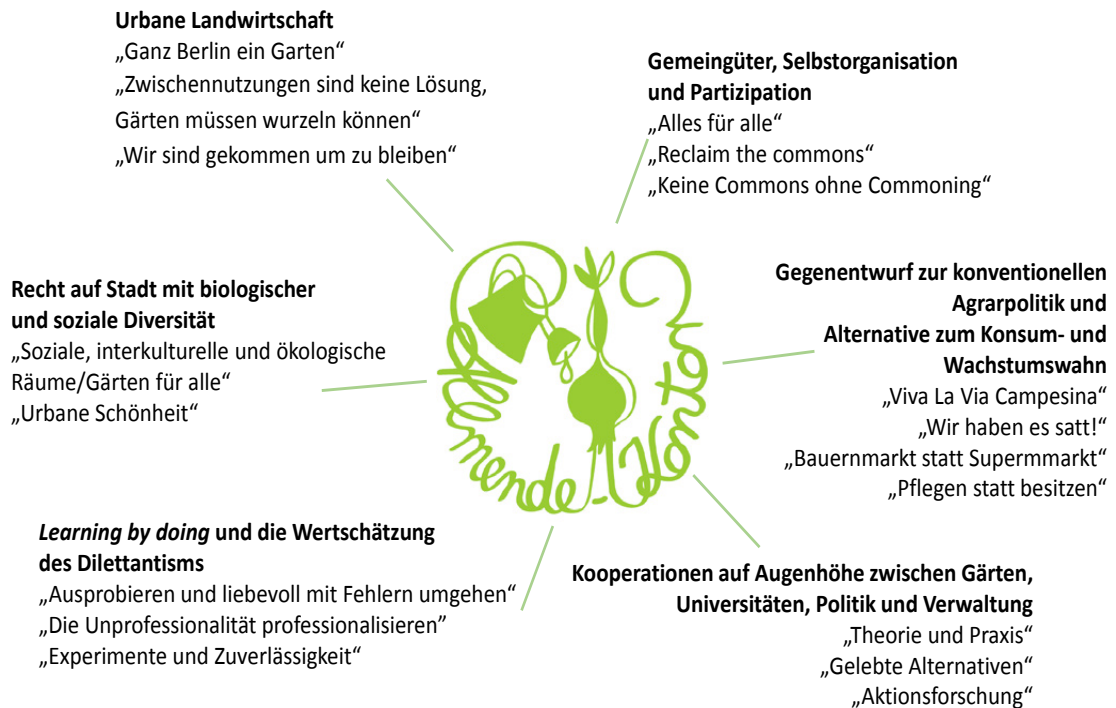 Urbane Landwirtschaft
„Ganz Berlin ein Garten“
„Zwischennutzungen sind keine Lösung,
Gärten müssen wurzeln können“
„Wir sind gekommen um zu bleiben“
Gemeingüter, Selbstorganisation
und Partizipation
„Alles für alle“
„Reclaim the commons“
„Keine Commons ohne Commoning“
Recht auf Stadt mit biologischer
und soziale Diversität
„Soziale, interkulturelle und ökologische
Räume/Gärten für alle“
„Urbane Schönheit“
Allmende-Kontor
Gegenentwurf zur konventionellen
Agrarpolitik und
Alternative zum Konsum- und
Wachstumswahn
„Viva La Via Campesina“
„Wir haben es satt!“
„Bauernmarkt statt Supermmarkt“
„Pflegen statt besitzen“
Learning by doing und die Wertschätzung
des Dilettantisms
„Ausprobieren und liebevoll mit Fehlern umgehen“
„Die Unprofessionalität professionalisieren”
„Experimente und Zuverlässigkeit“
Kooperationen auf Augenhöhe zwischen Gärten,
Universitäten, Politik und Verwaltung
„Theorie und Praxis“
„Gelebte Alternativen“
„Aktionsforschung“